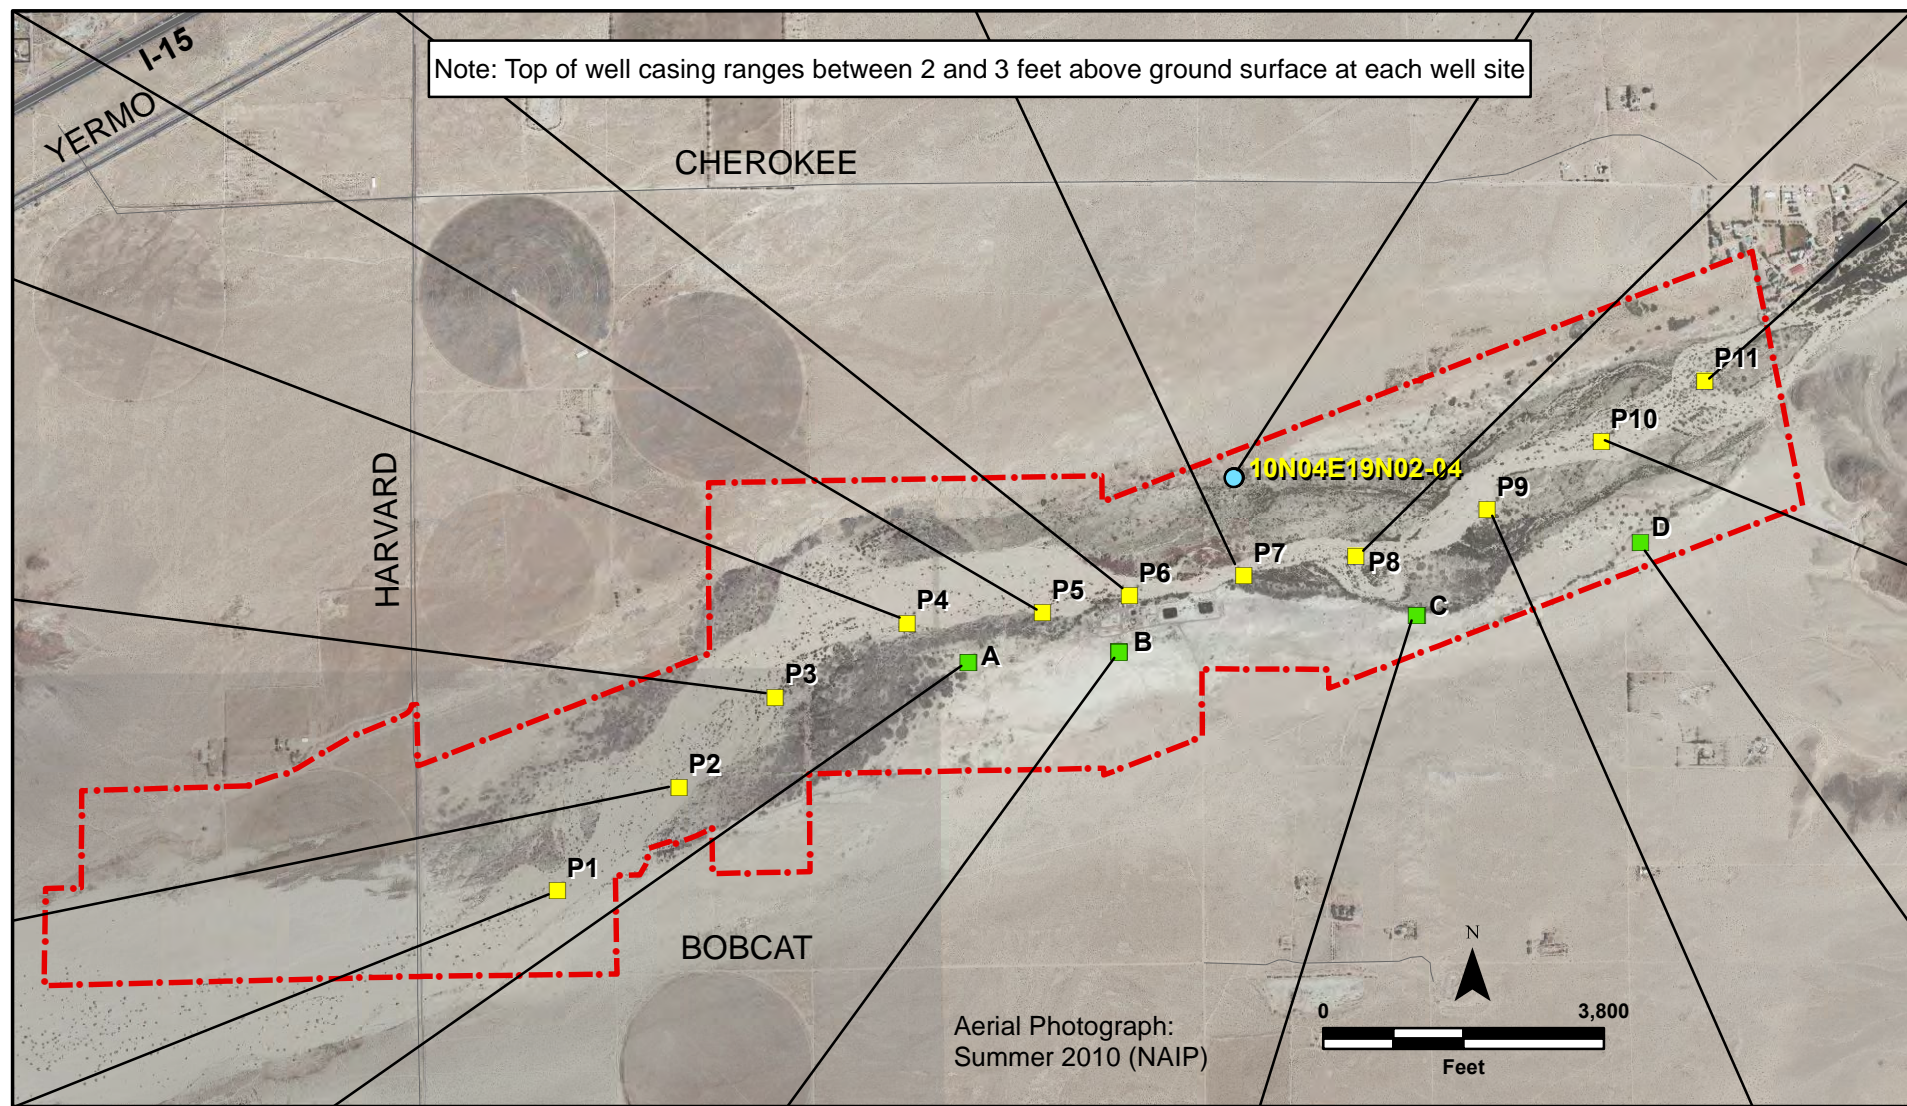 I-15
YERMO
Note: Top of well casing ranges between 2 and 3 feet above ground surface at each well site
CHEROKEE
HARVARD
P11
P10
10N04E19N02-04
P9
D
P7
P8
P6
P5
P4
C
B
A
P3
P2
P1
BOBCAT
N
Aerial Photograph:
Summer 2010 (NAIP)
0 3,800
Feet